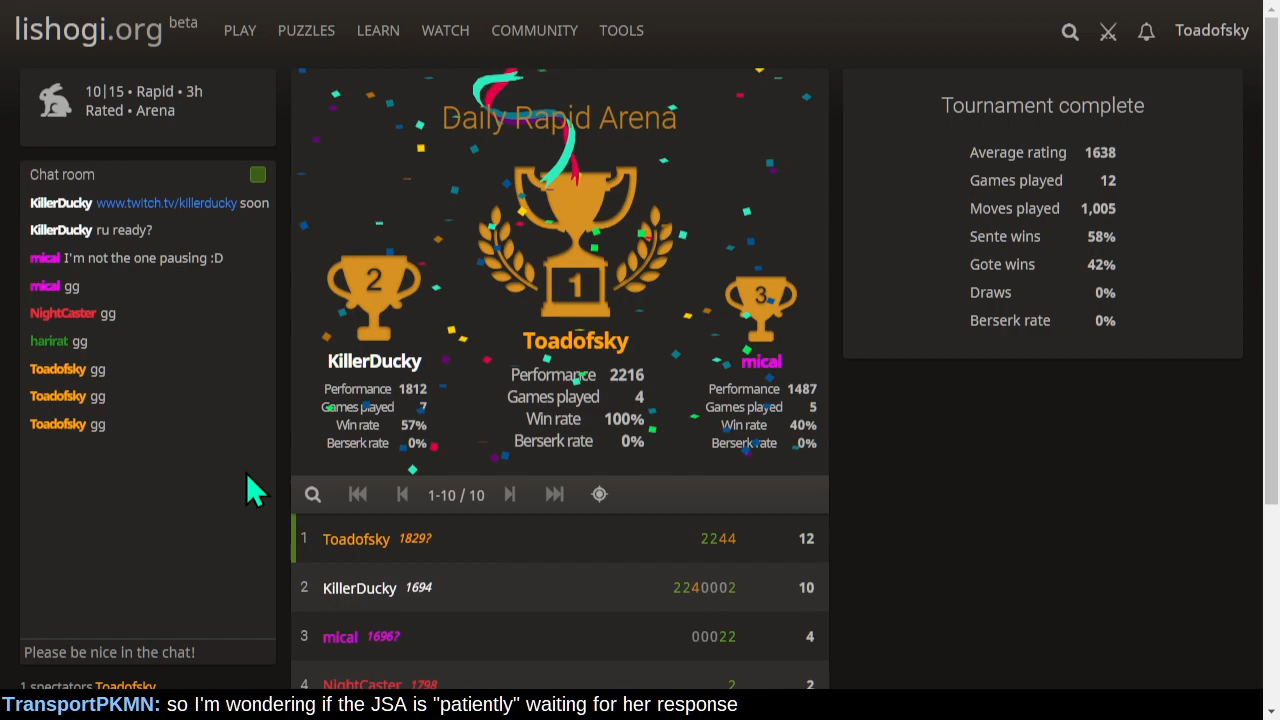 lishogi.org beta
PLAY PUZZLES LEARN WATCH COMMUNITY TOOLS
Toadofsky
10|15 • Rapid • 3h
Rated • Arena
Chat room
KillerDucky www.twitch.tv/killerducky soon
KillerDucky ru ready?
mical I'm not the one pausing :D
mical gg
NightCaster gg
harirat gg
Toadofsky gg
Toadofsky gg
Toadofsky gg
Please be nice in the chat!
1 spectators Toadofsky
Daily Rapid Arena
2
1
3
KillerDucky
Performance 1812
Games played 7
Win rate 57%
Berserk rate 0%
Toadofsky
Performance 2216
Games played 4
Win rate 100%
Berserk rate 0%
mical
Performance 1487
Games played 5
Win rate 40%
Berserk rate 0%
1-10 / 10
1 Toadofsky 1829? 2244 12
2 KillerDucky 1694 2240002 10
3 mical 1696? 00022 4
4 NightCaster 1798 2 2
Tournament complete
Average rating 1638
Games played 12
Moves played 1,005
Sente wins 58%
Gote wins 42%
Draws 0%
Berserk rate 0%
TransportPKMN: so I'm wondering if the JSA is "patiently" waiting for her response